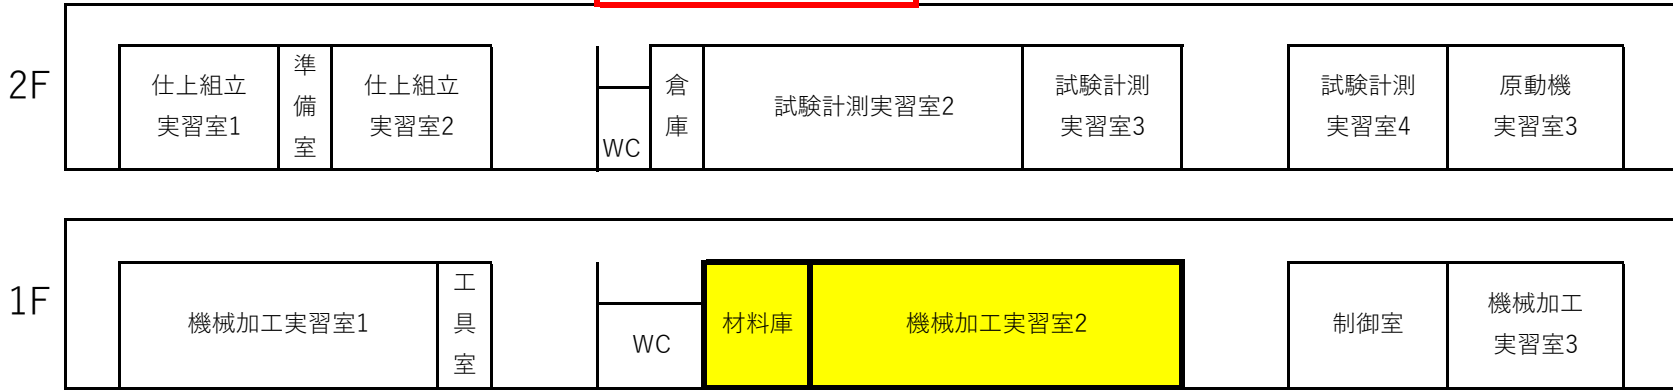 2F
仕上組立
実習室1
準
備
室
仕上組立
実習室2
WC
倉
庫
試験計測実習室2
試験計測
実習室3
試験計測
実習室4
原動機
実習室3
1F
機械加工実習室1
工
具
室
WC
材料庫
機械加工実習室2
制御室
機械加工
実習室3